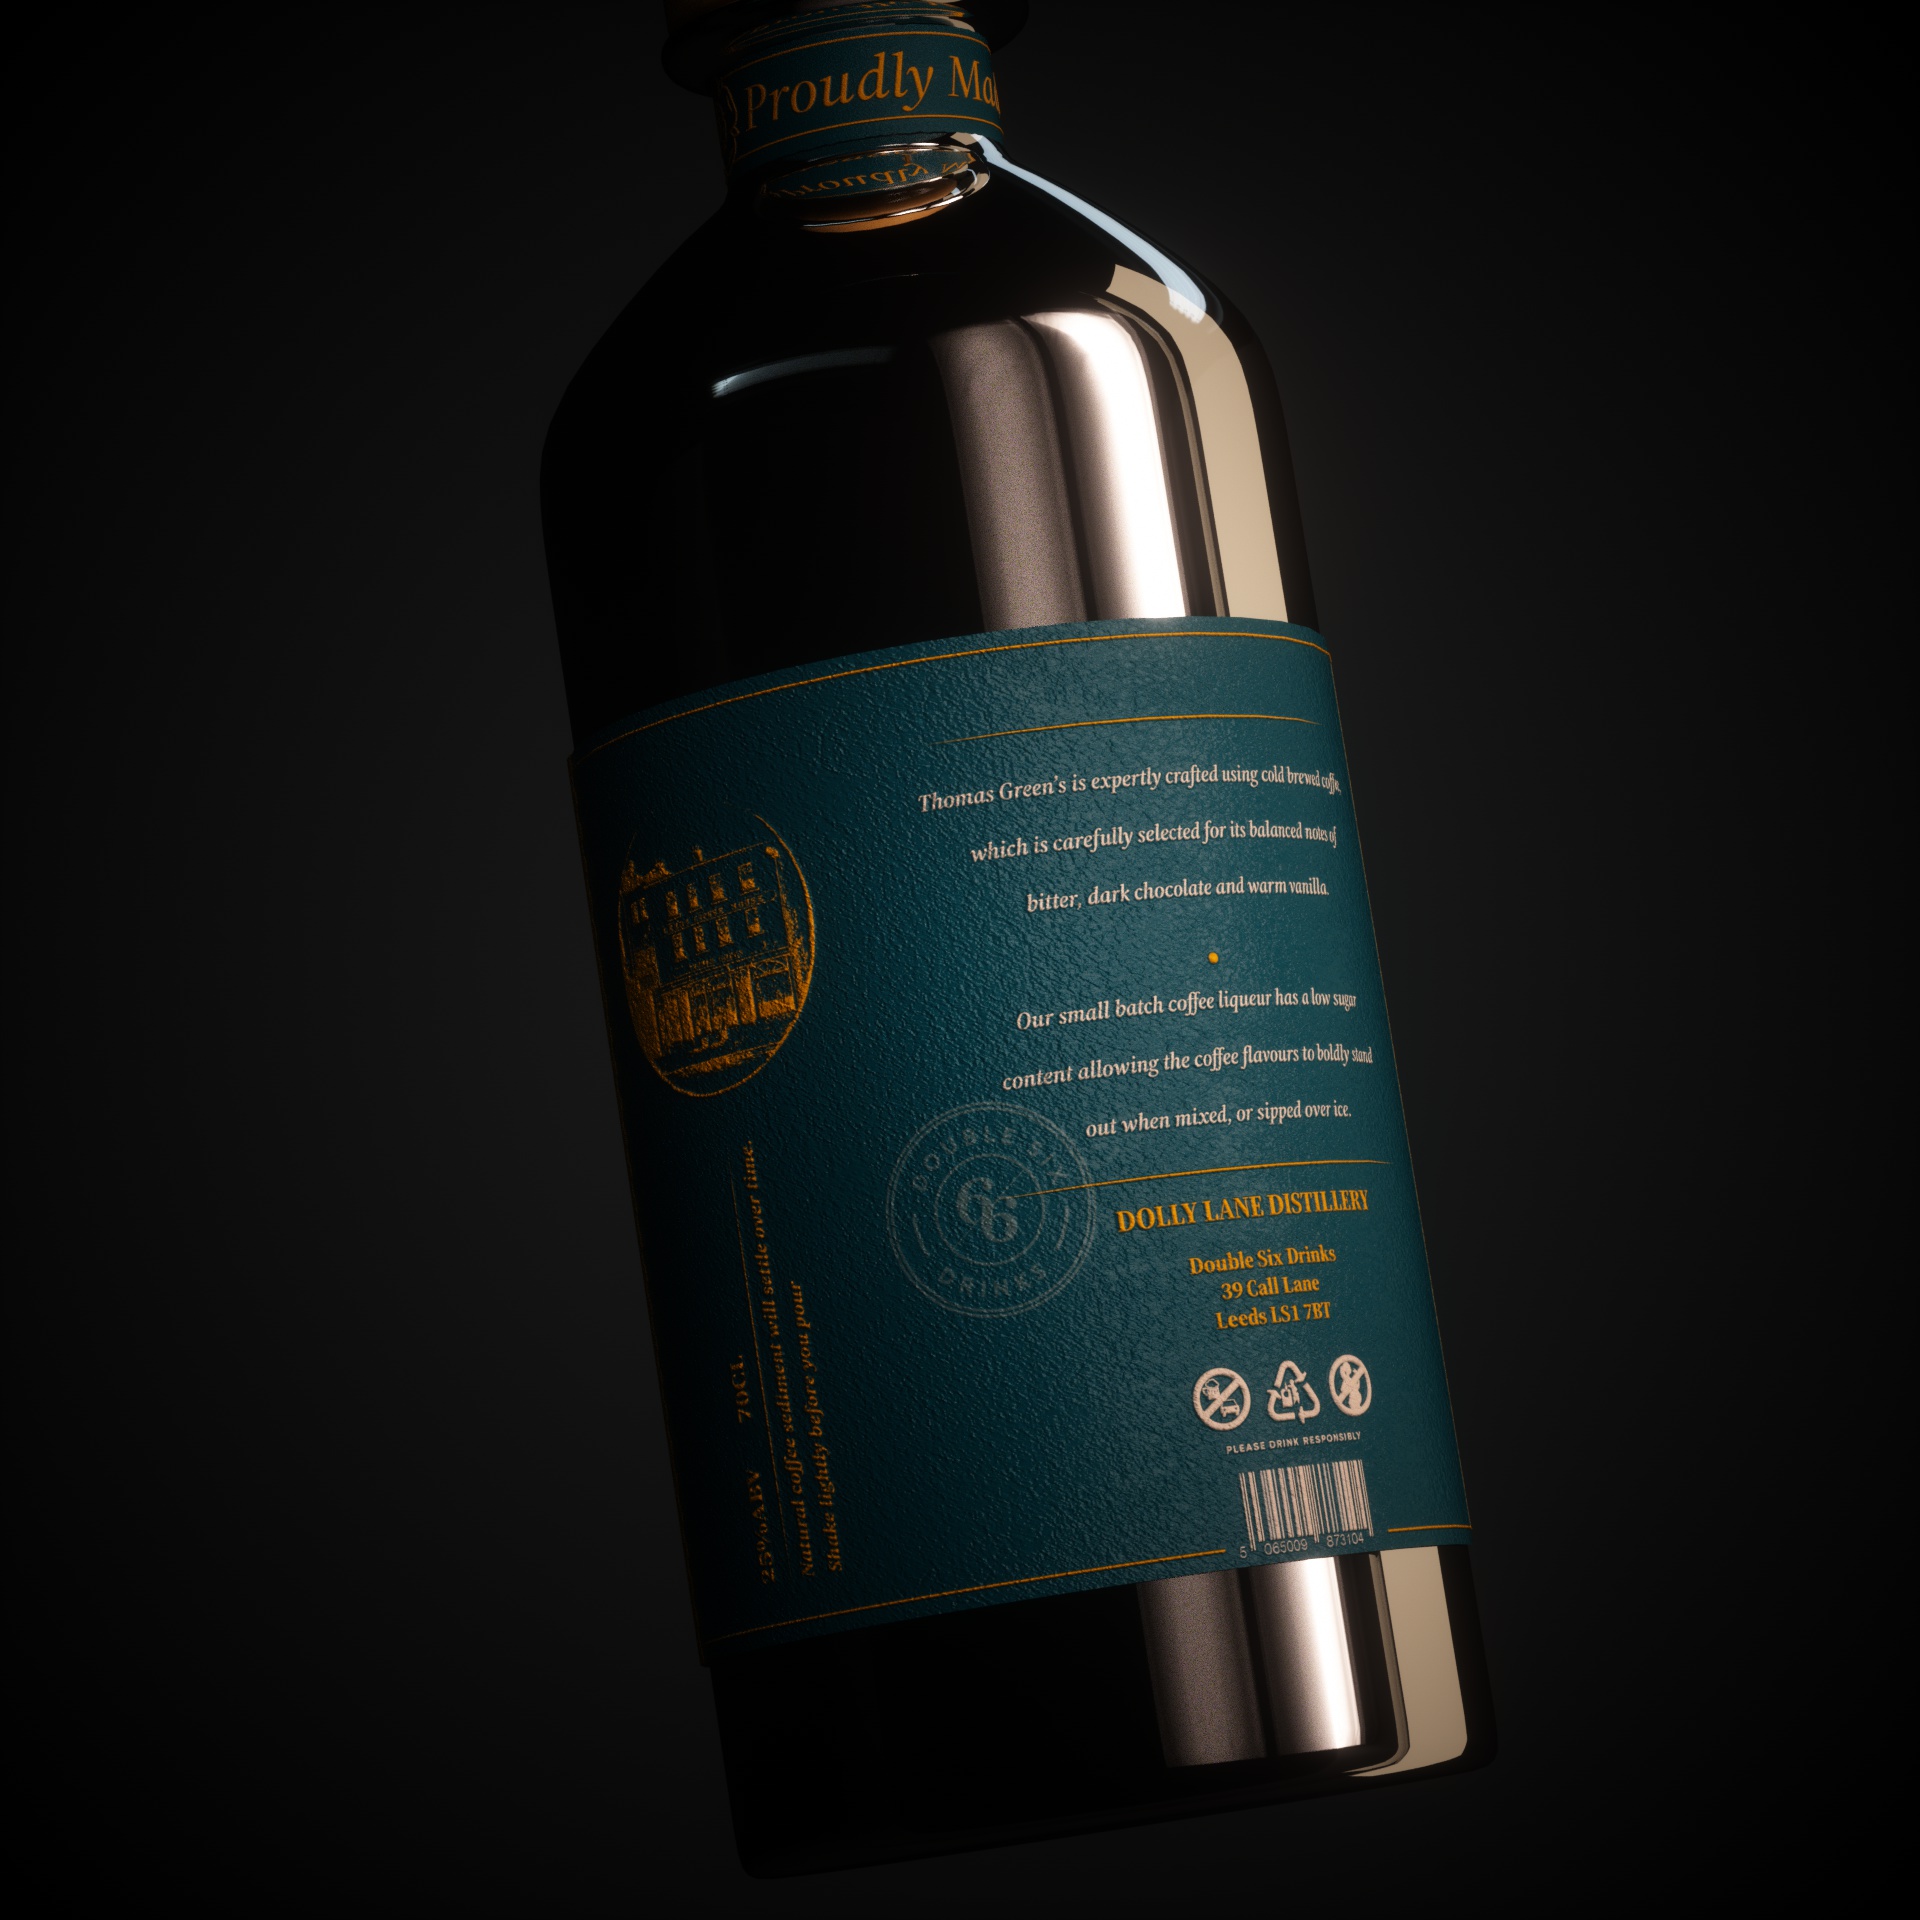 Proudly
Thomas Green's is expertly crafted using cold brewed coffee,
which is carefully selected for its balanced notes of
bitter, dark chocolate and warm vanilla.
Our small batch coffee liqueur has a low sugar
content allowing the coffee flavours to boldly stand
out when mixed, or sipped over ice.
DOUBLE SIX
66
DRINKS
DOLLY LANE DISTILLERY
Double Six Drinks
39 Call Lane
Leeds LS1 7BT
PLEASE DRINK RESPONSIBLY
5 065009 873104
25%ABV 70CL
Natural coffee sediment will settle over time.
Shake lightly before you pour